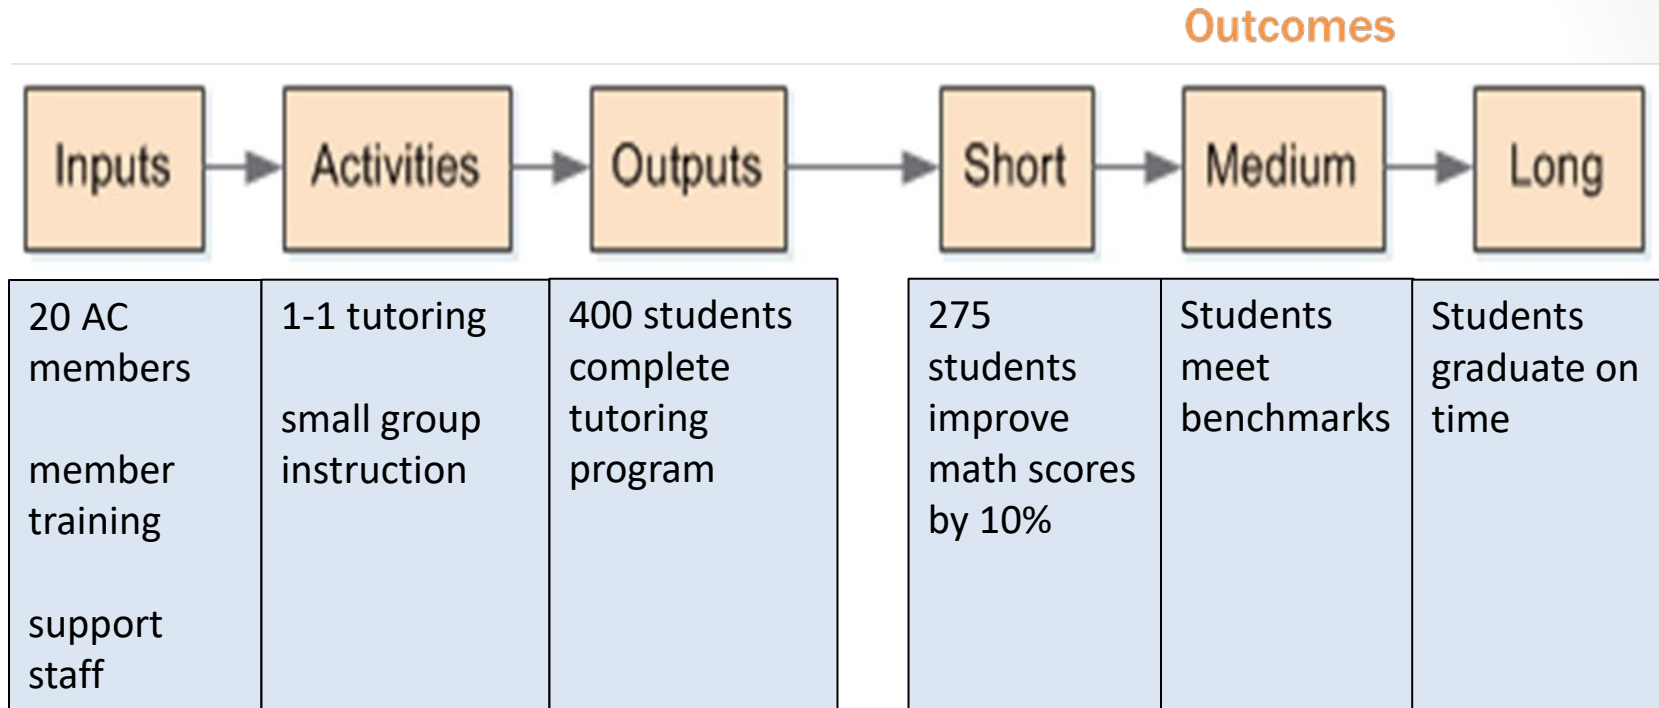 Outcomes
Inputs
Activities
Outputs
Short
Medium
Long
20 AC
members
member
training
support
staff
1-1 tutoring
small group
instruction
400 students
complete
tutoring
program
275
students
improve
math scores
by 10%
Students
meet
benchmarks
Students
graduate on
time